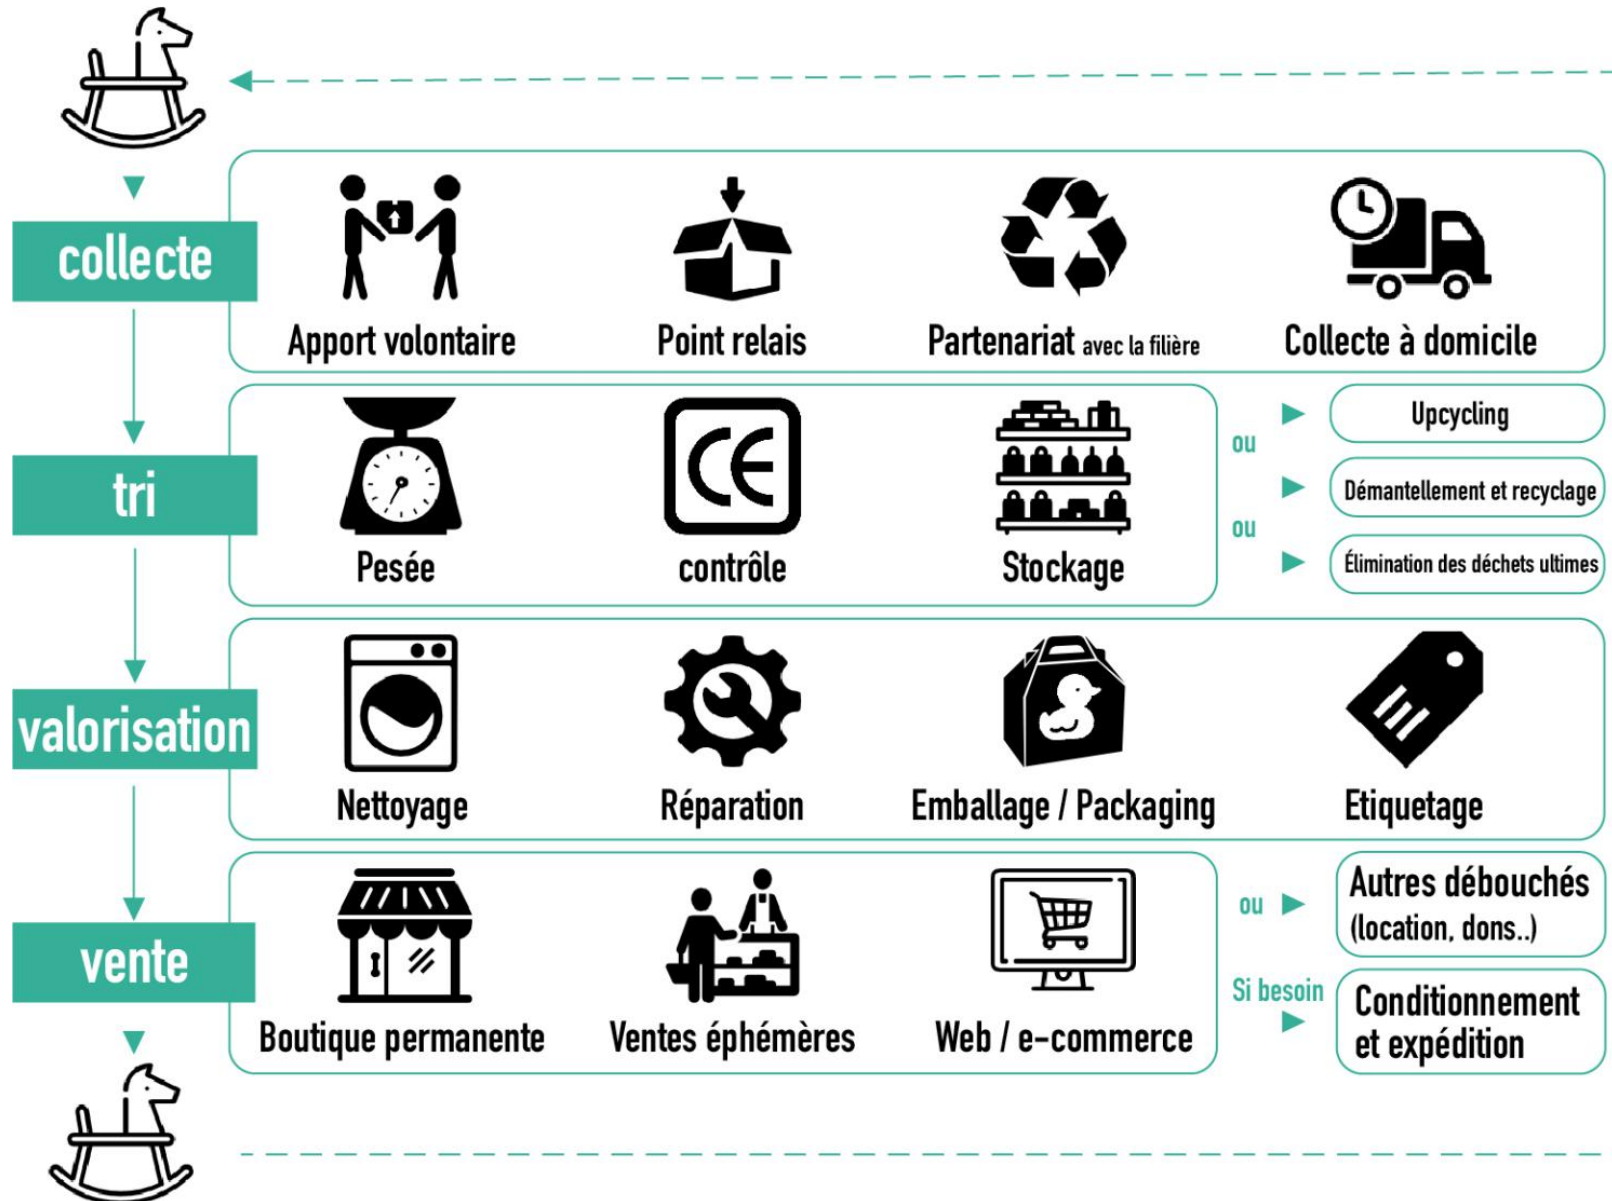 collecte
Apport volontaire
Point relais
Partenariat avec la filière
Collecte à domicile
tri
CE
Pesée
contrôle
Stockage
ou
ou
Upcycling
Démantellement et recyclage
Élimination des déchets ultimes
valorisation
Nettoyage
Réparation
Emballage / Packaging
Etiquetage
vente
Boutique permanente
Ventes éphémères
Web / e-commerce
ou
Autres débouchés
(location, dons..)
Si besoin
Conditionnement
et expédition